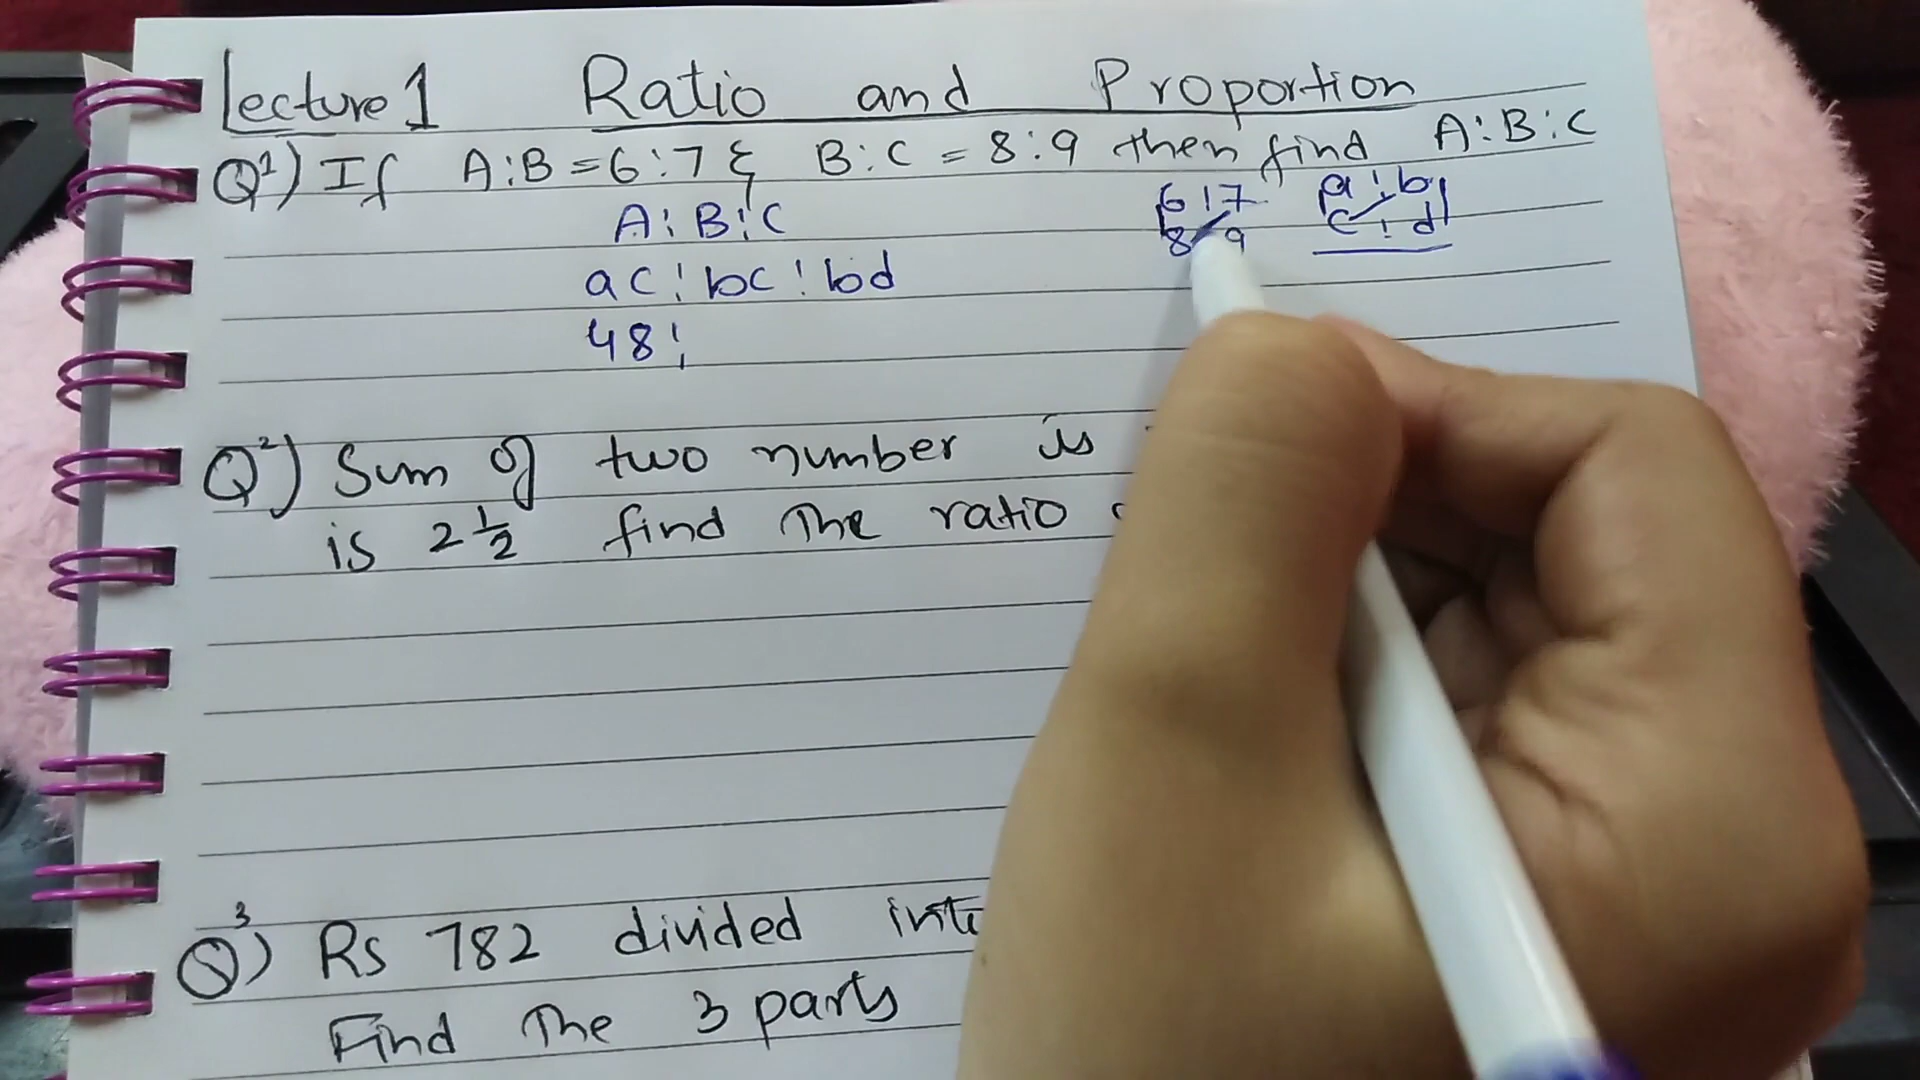 Lecture 1 Ratio and Proportion
Q1) If A:B = 6:7 & B:C = 8:9 then find A:B:C
A:B:C
6:7
8 9
a:b
c:d
ac:bc:bd
48:
Q2) Sum of two number is
is 2 1/2 find the ratio
Q3) Rs 782 divided
Find the 3 parts